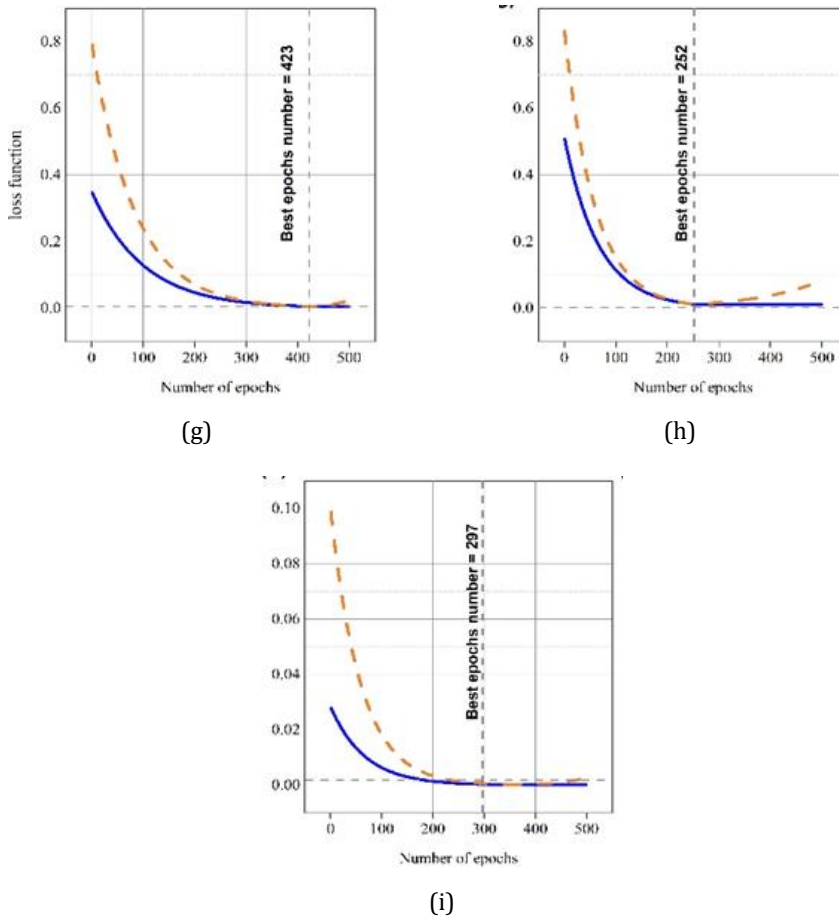 0.8
0.6
0.4
0.2
0.0
loss function
Best epochs number = 423
0 100 200 300 400 500
Number of epochs
(g)
0.8
0.6
0.4
0.2
0.0
Best epochs number = 252
0 100 200 300 400 500
Number of epochs
(h)
0.10
0.08
0.06
0.04
0.02
0.00
Best epochs number = 297
0 100 200 300 400 500
Number of epochs
(i)